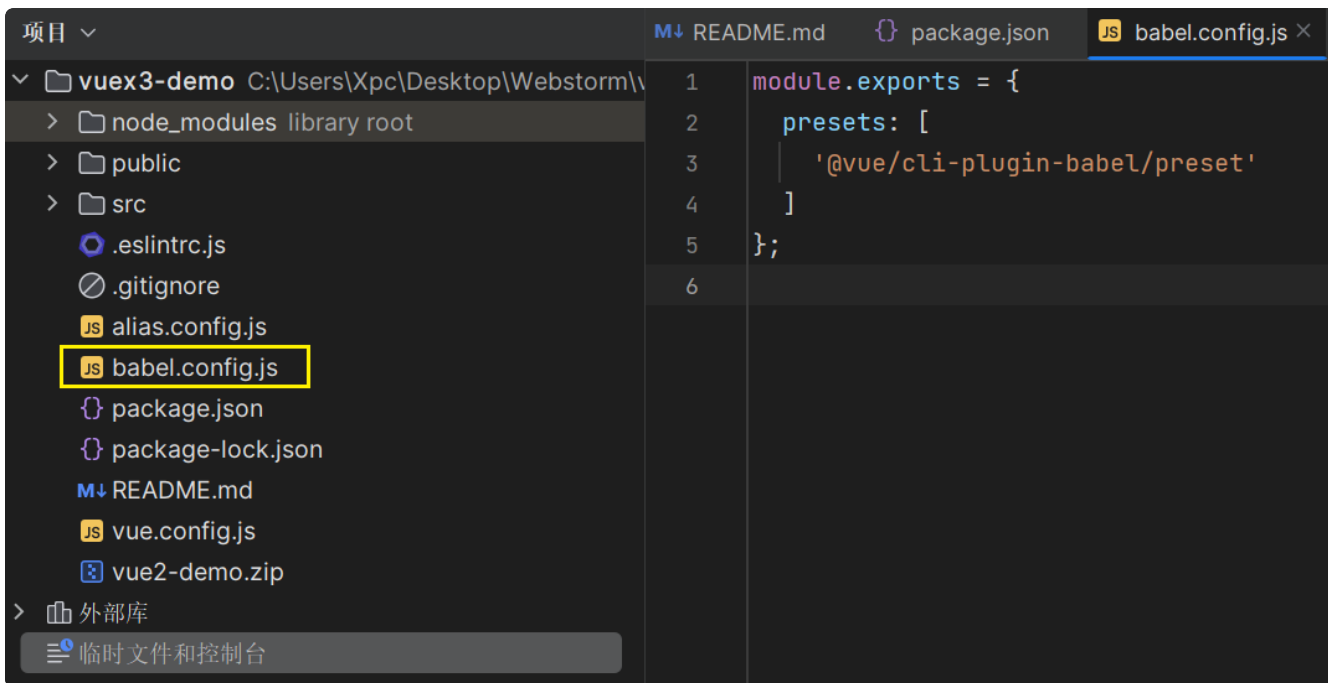 项目
README.md package.json babel.config.js
vuex3-demo C:\Users\Xpc\Desktop\Webstorm\
node_modules library root
public
src
.eslintrc.js
.gitignore
JS alias.config.js
JS babel.config.js
{} package.json
{} package-lock.json
M↓ README.md
JS vue.config.js
vue2-demo.zip
外部库
临时文件和控制台
1 module.exports = {
2 presets: [
3 '@vue/cli-plugin-babel/preset'
4 ]
5 };
6